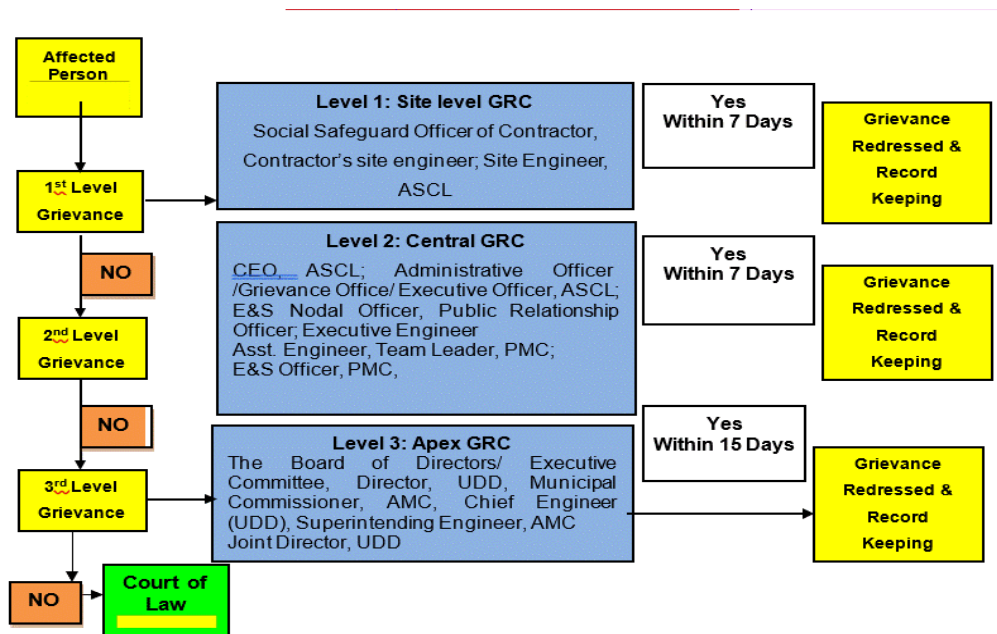 Affected
Person
Level 1: Site level GRC
Social Safeguard Officer of Contractor,
Contractor's site engineer; Site Engineer,
ASCL
Yes
Within 7 Days
Grievance
Redressed &
Record
Keeping
1st Level
Grievance
NO
Level 2: Central GRC
CEO, ASCL; Administrative Officer
/Grievance Office/ Executive Officer, ASCL;
E&S Nodal Officer, Public Relationship
Officer; Executive Engineer
Asst. Engineer, Team Leader, PMC;
E&S Officer, PMC,
Yes
Within 7 Days
Grievance
Redressed &
Record
Keeping
2nd Level
Grievance
NO
Level 3: Apex GRC
The Board of Directors/ Executive
Committee, Director, UDD, Municipal
Commissioner, AMC, Chief Engineer
(UDD), Superintending Engineer, AMC
Joint Director, UDD
Yes
Within 15 Days
Grievance
Redressed &
Record
Keeping
3rd Level
Grievance
NO
Court of
Law